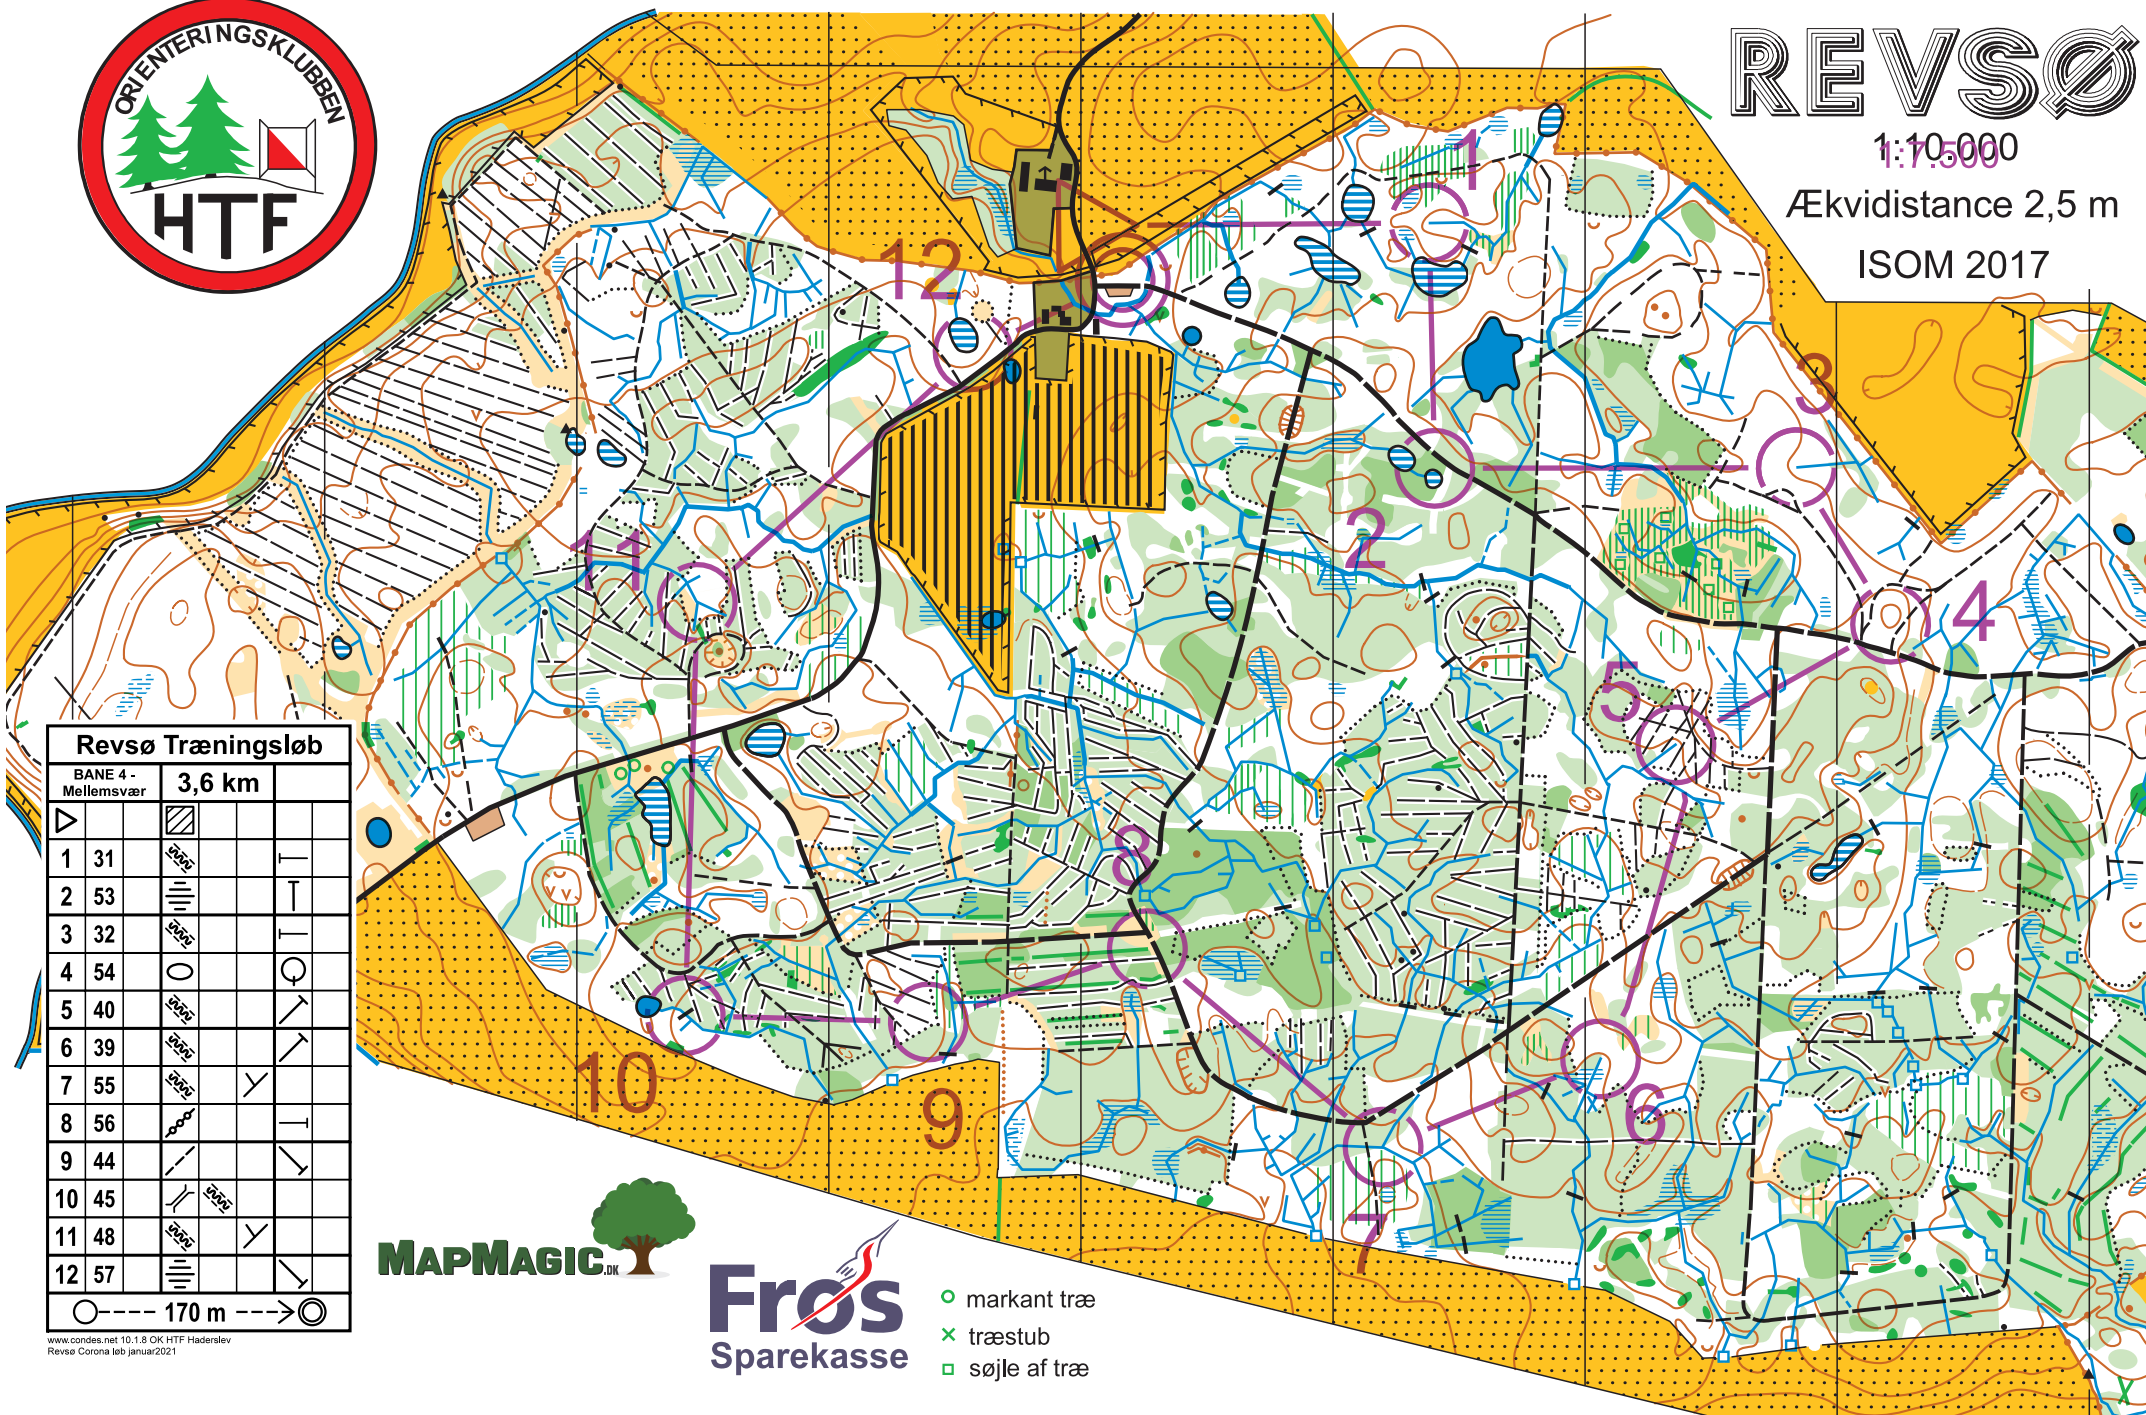 ORIENTERINGSKLUBBEN
HTF
REVSØ
1:10.000
1:7.500
Ækvidistance 2,5 m
ISOM 2017
1
2
3
4
5
6
7
8
9
10
11
12
Revsø Træningsløb
BANE 4 - Mellemsvær 3,6 km
1 31
2 53
3 32
4 54
5 40
6 39
7 55
8 56
9 44
10 45
11 48
12 57
170 m
www.condes.net 10.1.8 OK HTF Haderslev
Revsø Corona løb januar2021
MAPMAGIC.DK
Frøs
Sparekasse
markant træ
træstub
søjle af træ